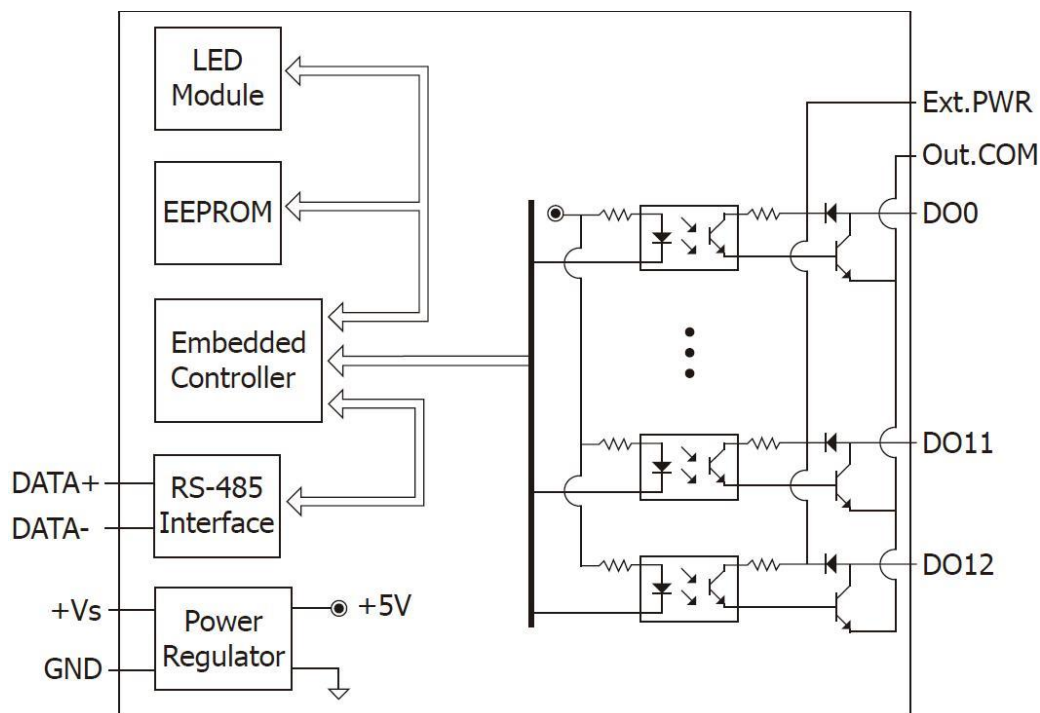 LED
Module
EEPROM
Embedded
Controller
DATA+
DATA-
RS-485
Interface
+Vs
GND
Power
Regulator
+5V
Ext.PWR
Out.COM
DO0
DO11
DO12